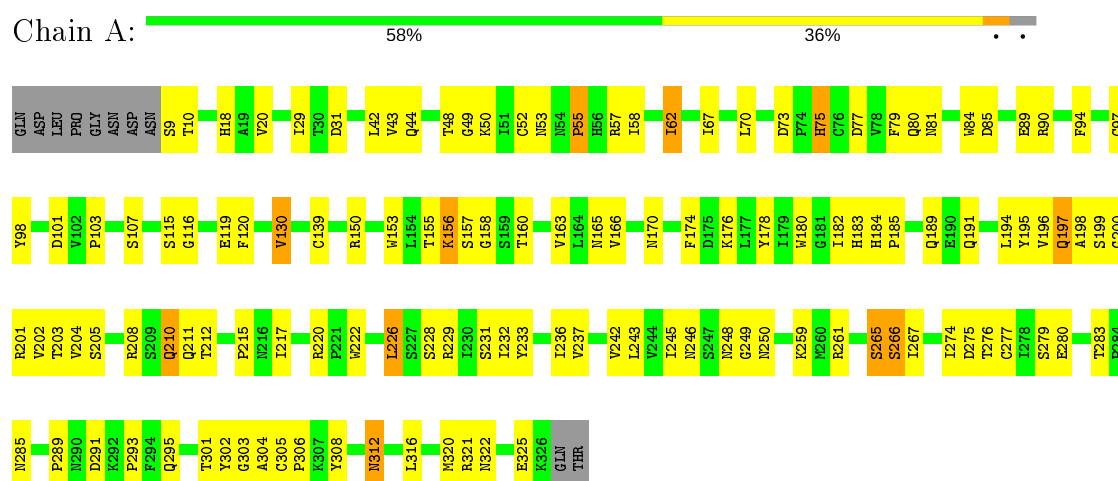 Chain A:
58% 36% • •
GLN ASP LEU PRO GLY ASN ASP ASN S9 T10 H18 A19 V20 I29 T30 D31 L42 V43 Q44 T48 G49 K50 I51 C52 N53 N54 P55 H56 R57 I58 I62 I67 L70 D73 P74 H75 C76 D77 V78 F79 Q80 N81 W84 D85 E89 R90 F94 C97
Y98 D101 V102 P103 S107 S115 G116 E119 F120 V130 C139 R150 W153 L154 T155 K156 S157 G158 S159 T160 V163 L164 N165 V166 N170 F174 D175 K176 L177 Y178 I179 W180 G181 I182 H183 H184 P185 Q189 E190 Q191 L194 Y195 V196 Q197 A198 S199 G200
R201 V202 T203 V204 S205 R208 S209 Q210 Q211 T212 P215 N216 I217 R220 P221 W222 L226 S227 S228 R229 I230 S231 I232 Y233 I236 V237 V242 L243 V244 I245 N246 S247 N248 G249 N250 K259 M260 R261 S265 S266 I267 I274 D275 T276 C277 I278 S279 E280 T283
N285 P289 N290 D291 K292 P293 F294 Q295 T301 Y302 G303 A304 C305 P306 K307 Y308 N312 L316 M320 R321 N322 E325 K326 GLN THR